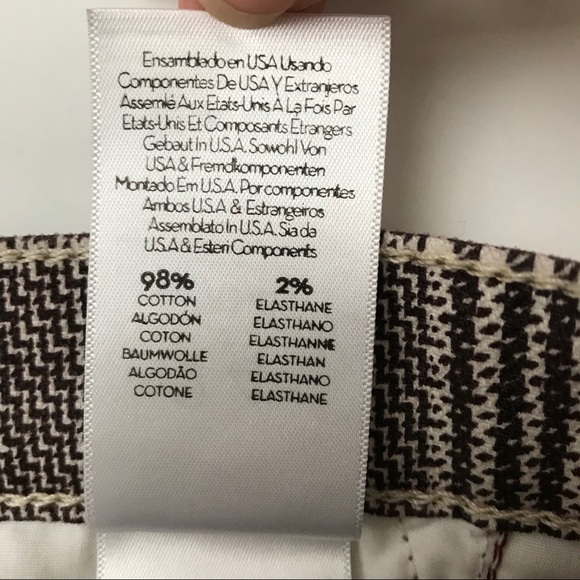 Ensamblado en USA Usando
Componentes De USA Y Extranjeros
Assemlé Aux Etats-Unis À La Fois Par
Etats-Unis Et Composants Etrangers
Gebaut In U.S.A. Sowohl Von
USA & Fremdkomponenten
Montado Em U.S.A. Por componentes
Ambos U.S.A & Estrangeiros
Assemblato In U.S.A. Sia da
U.S.A & Esteri Components
98% 2%
COTTON ELASTHANE
ALGODÓN ELASTHANO
COTON ELASTHANNE
BAUMWOLLE ELASTHAN
ALGODÃO ELASTHANO
COTONE ELASTHANE